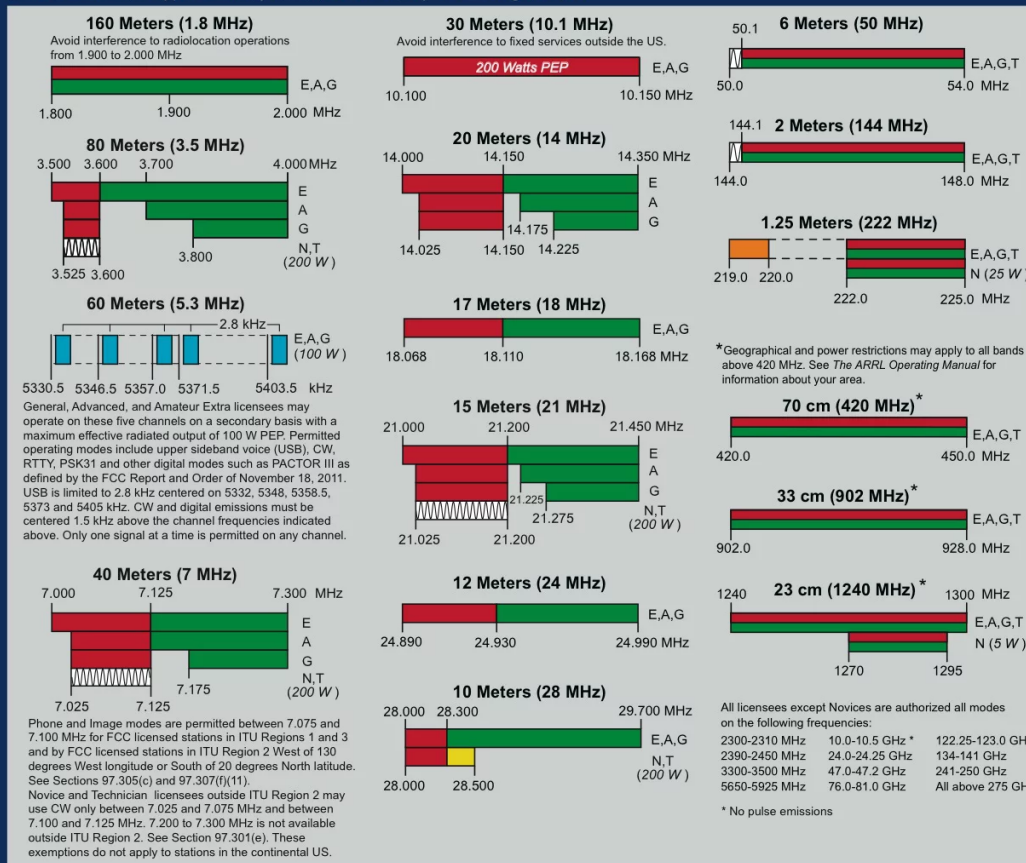 160 Meters (1.8 MHz)
Avoid interference to radiolocation operations
from 1.900 to 2.000 MHz
E,A,G
1.800 1.900 2.000 MHz
80 Meters (3.5 MHz)
3.500 3.600 3.700 4.000 MHz
E
A
G
3.800
N,T
(200 W)
3.525 3.600
60 Meters (5.3 MHz)
2.8 kHz
E,A,G
(100 W)
5330.5 5346.5 5357.0 5371.5 5403.5 kHz
General, Advanced, and Amateur Extra licensees may
operate on these five channels on a secondary basis with a
maximum effective radiated output of 100 W PEP. Permitted
operating modes include upper sideband voice (USB), CW,
RTTY, PSK31 and other digital modes such as PACTOR III as
defined by the FCC Report and Order of November 18, 2011.
USB is limited to 2.8 kHz centered on 5332, 5348, 5358.5,
5373 and 5405 kHz. CW and digital emissions must be
centered 1.5 kHz above the channel frequencies indicated
above. Only one signal at a time is permitted on any channel.
40 Meters (7 MHz)
7.000 7.125 7.300 MHz
E
A
G
7.175
N,T
(200 W)
7.025 7.125
Phone and Image modes are permitted between 7.075 and
7.100 MHz for FCC licensed stations in ITU Regions 1 and 3
and by FCC licensed stations in ITU Region 2 West of 130
degrees West longitude or South of 20 degrees North latitude.
See Sections 97.305(c) and 97.307(f)(11).
Novice and Technician licensees outside ITU Region 2 may
use CW only between 7.025 and 7.075 MHz and between
7.100 and 7.125 MHz. 7.200 to 7.300 MHz is not available
outside ITU Region 2. See Section 97.301(e). These
exemptions do not apply to stations in the continental US.
30 Meters (10.1 MHz)
Avoid interference to fixed services outside the US.
200 Watts PEP
E,A,G
10.100 10.150 MHz
20 Meters (14 MHz)
14.000 14.150 14.350 MHz
E
A
G
14.175
14.025 14.150 14.225
17 Meters (18 MHz)
E,A,G
18.068 18.110 18.168 MHz
15 Meters (21 MHz)
21.000 21.200 21.450 MHz
E
A
G
21.225
N,T
21.275
(200 W)
21.025 21.200
12 Meters (24 MHz)
E,A,G
24.890 24.930 24.990 MHz
10 Meters (28 MHz)
28.000 28.300 29.700 MHz
E,A,G
N,T
(200 W)
28.000 28.500
6 Meters (50 MHz)
50.1
E,A,G,T
50.0 54.0 MHz
144.1 2 Meters (144 MHz)
E,A,G,T
144.0 148.0 MHz
1.25 Meters (222 MHz)
E,A,G,T
N (25 W)
219.0 220.0
222.0 225.0 MHz
*Geographical and power restrictions may apply to all bands
above 420 MHz. See The ARRL Operating Manual for
information about your area.
70 cm (420 MHz)*
E,A,G,T
420.0 450.0 MHz
33 cm (902 MHz)*
E,A,G,T
902.0 928.0 MHz
1240 23 cm (1240 MHz)* 1300 MHz
E,A,G,T
N (5 W)
1270 1295
All licensees except Novices are authorized all modes
on the following frequencies:
2300-2310 MHz 10.0-10.5 GHz * 122.25-123.0 GH
2390-2450 MHz 24.0-24.25 GHz 134-141 GHz
3300-3500 MHz 47.0-47.2 GHz 241-250 GHz
5650-5925 MHz 76.0-81.0 GHz All above 275 GH
* No pulse emissions